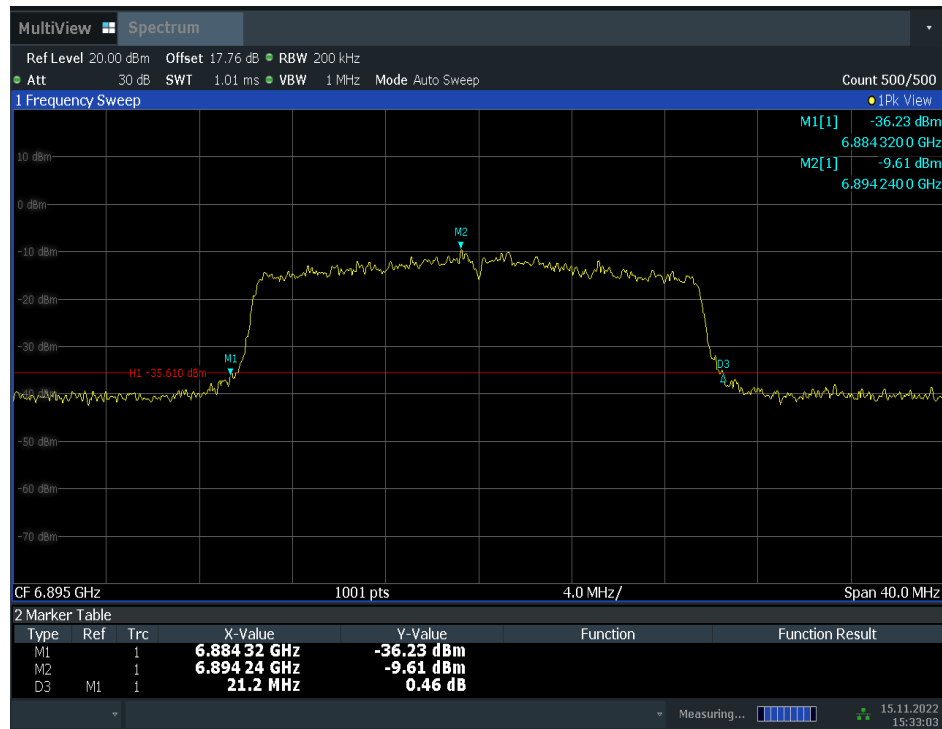 MultiView Spectrum
Ref Level 20.00 dBm Offset 17.76 dB RBW 200 kHz
Att 30 dB SWT 1.01 ms VBW 1 MHz Mode Auto Sweep Count 500/500
1 Frequency Sweep 1Pk View
M1[1] -36.23 dBm
6.8843200 GHz
M2[1] -9.61 dBm
6.8942400 GHz
10 dBm
0 dBm
M2
-10 dBm
-20 dBm
-30 dBm
M1
D3
H1 -35.610 dBm
-40 dBm
-50 dBm
-60 dBm
-70 dBm
CF 6.895 GHz 1001 pts 4.0 MHz/ Span 40.0 MHz
2 Marker Table
Type Ref Trc X-Value Y-Value Function Function Result
M1 1 6.884 32 GHz -36.23 dBm
M2 1 6.894 24 GHz -9.61 dBm
D3 M1 1 21.2 MHz 0.46 dB
Measuring... 15.11.2022
15:33:03